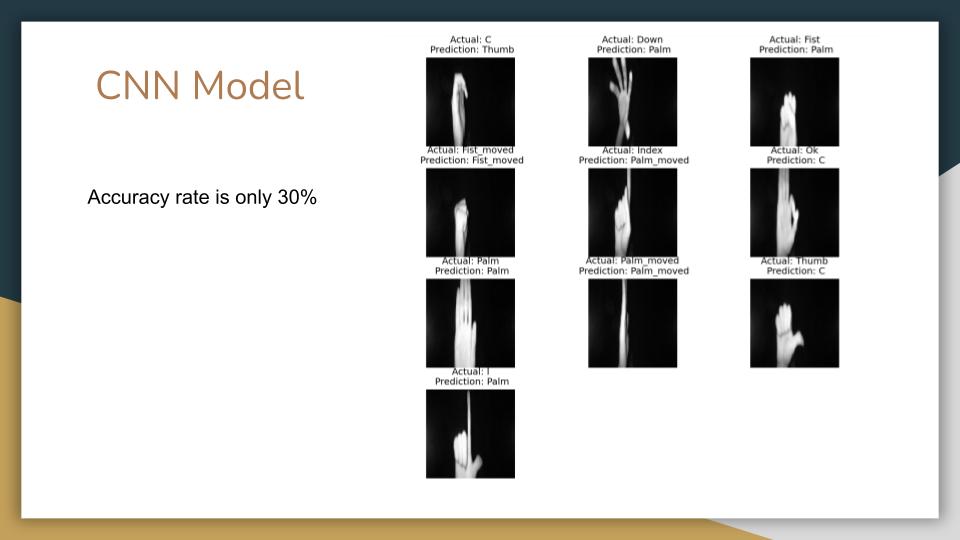 CNN Model
Accuracy rate is only 30%
Actual: C
Prediction: Thumb
Actual: Down
Prediction: Palm
Actual: Fist
Prediction: Palm
Actual: Fist_moved
Prediction: Fist_moved
Actual: Index
Prediction: Palm_moved
Actual: Ok
Prediction: C
Actual: Palm
Prediction: Palm
Actual: Palm_moved
Prediction: Palm_moved
Actual: Thumb
Prediction: C
Actual: l
Prediction: Palm